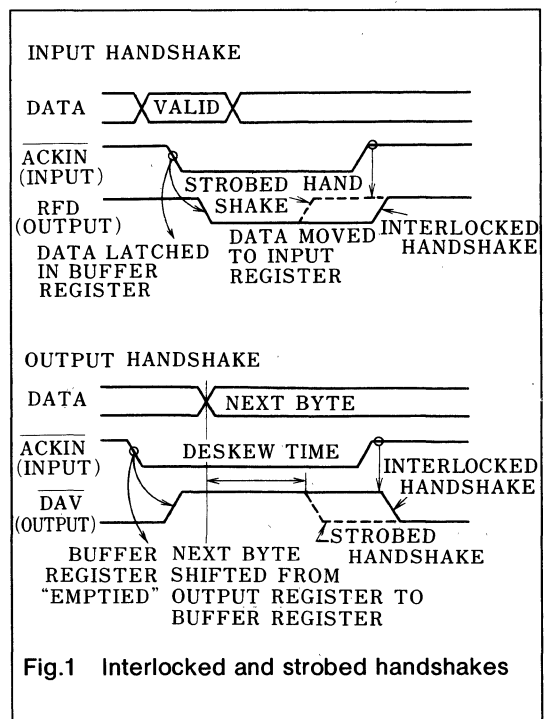 INPUT HANDSHAKE
DATA
VALID
ACKIN
(INPUT)
STROBED HAND
SHAKE
RFD
(OUTPUT)
INTERLOCKED
HANDSHAKE
DATA LATCHED
IN BUFFER
REGISTER
DATA MOVED
TO INPUT
REGISTER
OUTPUT HANDSHAKE
DATA
NEXT BYTE
ACKIN
(INPUT)
DESKEW TIME
INTERLOCKED
HANDSHAKE
DAV
(OUTPUT)
STROBED
HANDSHAKE
BUFFER
REGISTER
"EMPTIED"
NEXT BYTE
SHIFTED FROM
OUTPUT REGISTER TO
BUFFER REGISTER
Fig.1 Interlocked and strobed handshakes